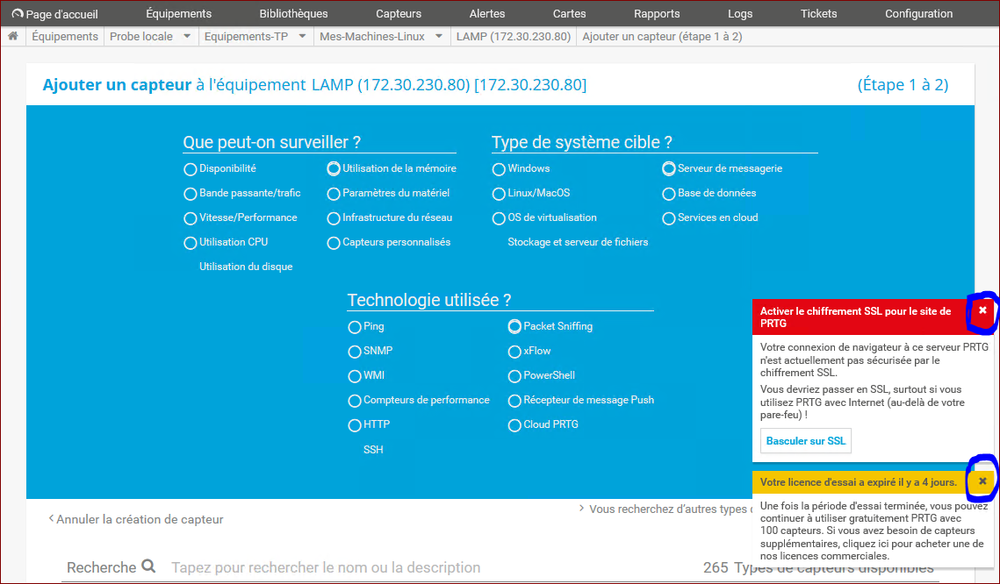 Page d'accueil Équipements Bibliothèques Capteurs Alertes Cartes Rapports Logs Tickets Configuration
Équipements Probe locale Equipements-TP Mes-Machines-Linux LAMP (172.30.230.80) Ajouter un capteur (étape 1 à 2)
Ajouter un capteur à l'équipement LAMP (172.30.230.80) [172.30.230.80] (Étape 1 à 2)
Que peut-on surveiller ?
Disponibilité Utilisation de la mémoire
Bande passante/trafic Paramètres du matériel
Vitesse/Performance Infrastructure du réseau
Utilisation CPU Capteurs personnalisés
Utilisation du disque
Type de système cible ?
Windows Serveur de messagerie
Linux/MacOS Base de données
OS de virtualisation Services en cloud
Stockage et serveur de fichiers
Technologie utilisée ?
Ping Packet Sniffing
SNMP xFlow
WMI PowerShell
Compteurs de performance Récepteur de message Push
HTTP Cloud PRTG
SSH
Activer le chiffrement SSL pour le site de
PRTG
Votre connexion de navigateur à ce serveur PRTG
n'est actuellement pas sécurisée par le
chiffrement SSL.
Vous devriez passer en SSL, surtout si vous
utilisez PRTG avec Internet (au-delà de votre
pare-feu) !
Basculer sur SSL
Votre licence d'essai a expiré il y a 4 jours.
Une fois la période d'essai terminée, vous pouvez
continuer à utiliser gratuitement PRTG avec
100 capteurs. Si vous avez besoin de capteurs
supplémentaires, cliquez ici pour acheter une de
nos licences commerciales.
Annuler la création de capteur
Vous recherchez d'autres types
Recherche Tapez pour rechercher le nom ou la description 265 Types de capteurs disponibles